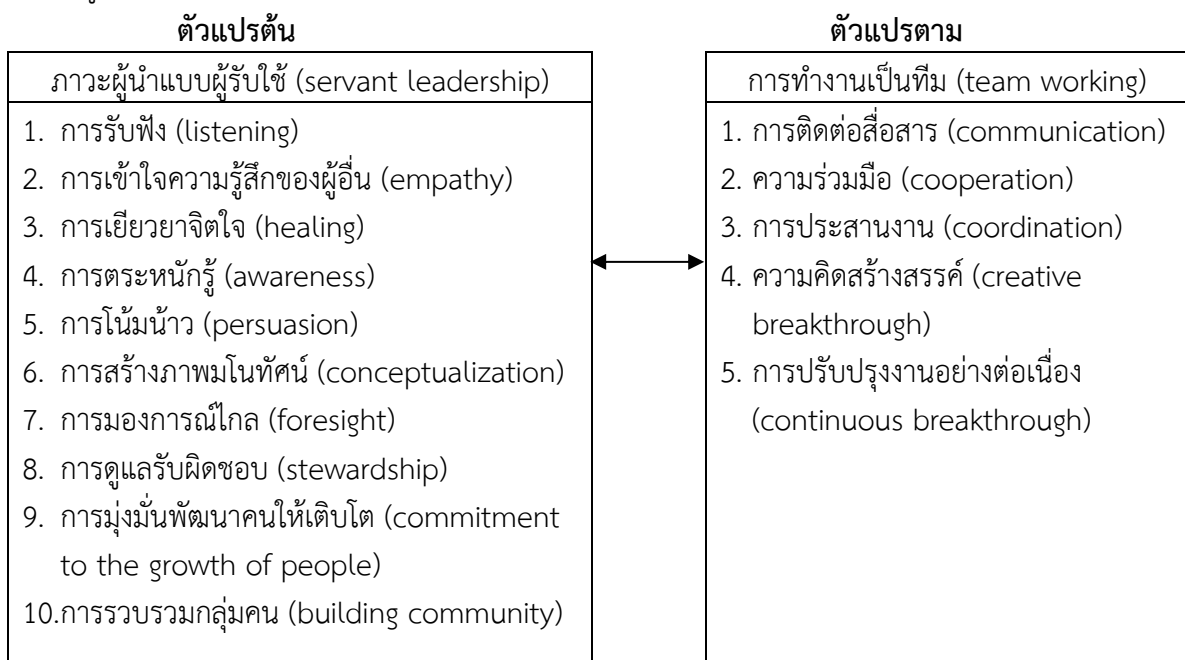 ตัวแปรต้น
ภาวะผู้นำแบบผู้รับใช้ (servant leadership)
1. การรับฟัง (listening)
2. การเข้าใจความรู้สึกของผู้อื่น (empathy)
3. การเยียวยาจิตใจ (healing)
4. การตระหนักรู้ (awareness)
5. การโน้มน้าว (persuasion)
6. การสร้างภาพมโนทัศน์ (conceptualization)
7. การมองการณ์ไกล (foresight)
8. การดูแลรับผิดชอบ (stewardship)
9. การมุ่งมั่นพัฒนาคนให้เติบโต (commitment
to the growth of people)
10.การรวบรวมกลุ่มคน (building community)
ตัวแปรตาม
การทำงานเป็นทีม (team working)
1. การติดต่อสื่อสาร (communication)
2. ความร่วมมือ (cooperation)
3. การประสานงาน (coordination)
4. ความคิดสร้างสรรค์ (creative
breakthrough)
5. การปรับปรุงงานอย่างต่อเนื่อง
(continuous breakthrough)